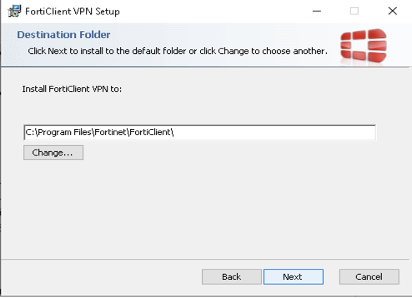 FortiClient VPN Setup
Destination Folder
Click Next to install to the default folder or click Change to choose another.
Install FortiClient VPN to:
C:\Program Files\Fortinet\FortiClient\
Change...
Back
Next
Cancel